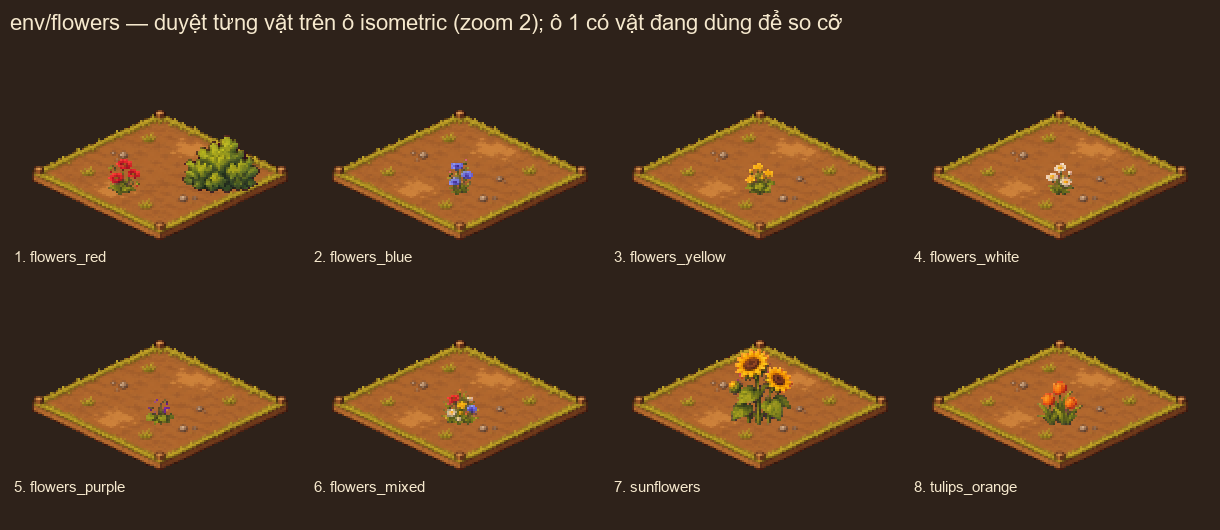 env/flowers — duyệt từng vật trên ô isometric (zoom 2); ô 1 có vật đang dùng để so cỡ
1. flowers_red
2. flowers_blue
3. flowers_yellow
4. flowers_white
5. flowers_purple
6. flowers_mixed
7. sunflowers
8. tulips_orange